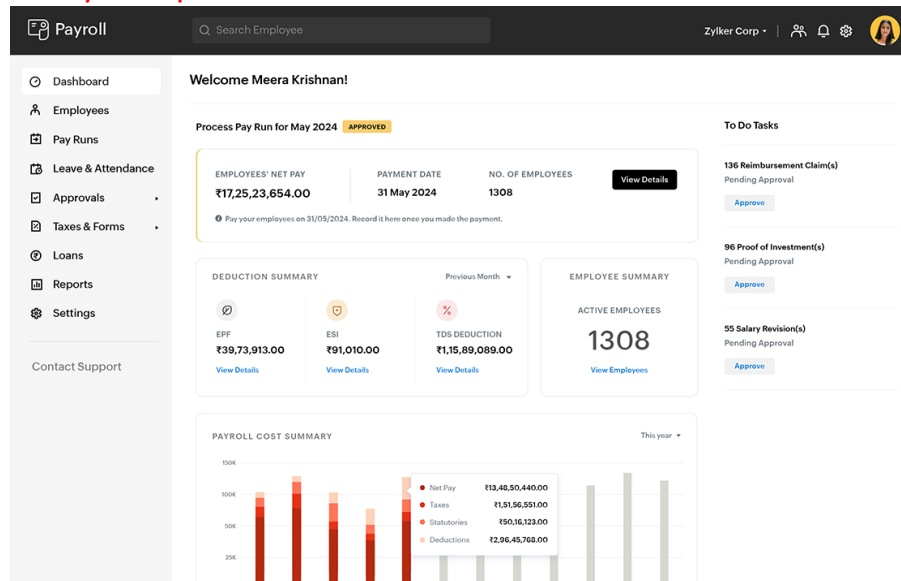 Payroll
Search Employee
Zylker Corp
Dashboard
Employees
Pay Runs
Leave & Attendance
Approvals
Taxes & Forms
Loans
Reports
Settings
Contact Support
Welcome Meera Krishnan!
Process Pay Run for May 2024 APPROVED
EMPLOYEES' NET PAY PAYMENT DATE NO. OF EMPLOYEES
₹17,25,23,654.00 31 May 2024 1308
View Details
Pay your employees on 31/05/2024. Record it here once you made the payment.
DEDUCTION SUMMARY Previous Month
EPF ESI TDS DEDUCTION
₹39,73,913.00 ₹91,010.00 ₹1,15,89,089.00
View Details View Details View Details
EMPLOYEE SUMMARY
ACTIVE EMPLOYEES
1308
View Employees
PAYROLL COST SUMMARY This year
150K
100K
50K
25K
Net Pay ₹13,48,50,440.00
Taxes ₹1,51,56,551.00
Statutories ₹50,16,123.00
Deductions ₹2,96,45,768.00
To Do Tasks
136 Reimbursement Claim(s)
Pending Approval
Approve
96 Proof of Investment(s)
Pending Approval
Approve
55 Salary Revision(s)
Pending Approval
Approve